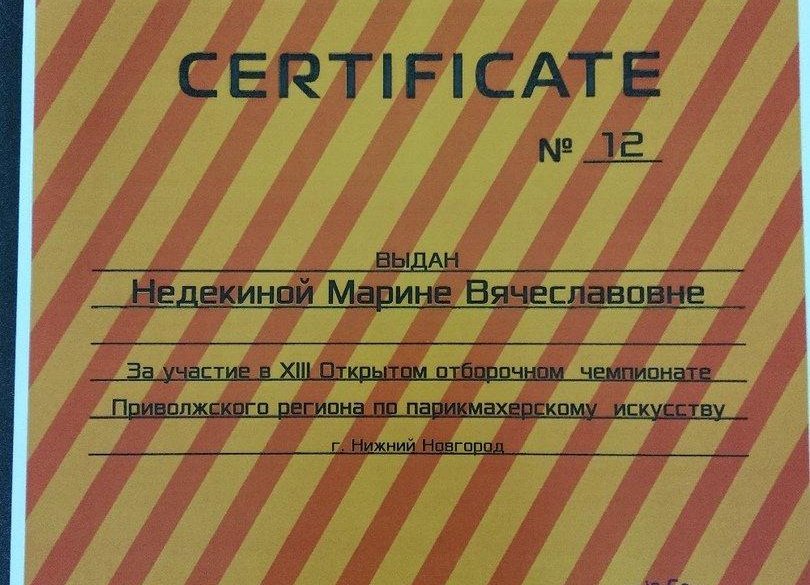 CERTIFICATE
№ 12
ВЫДАН
Недекиной Марине Вячеславовне
За участие в XIII Открытом отборочном чемпионате
Приволжского региона по парикмахерскому искусству
г. Нижний Новгород